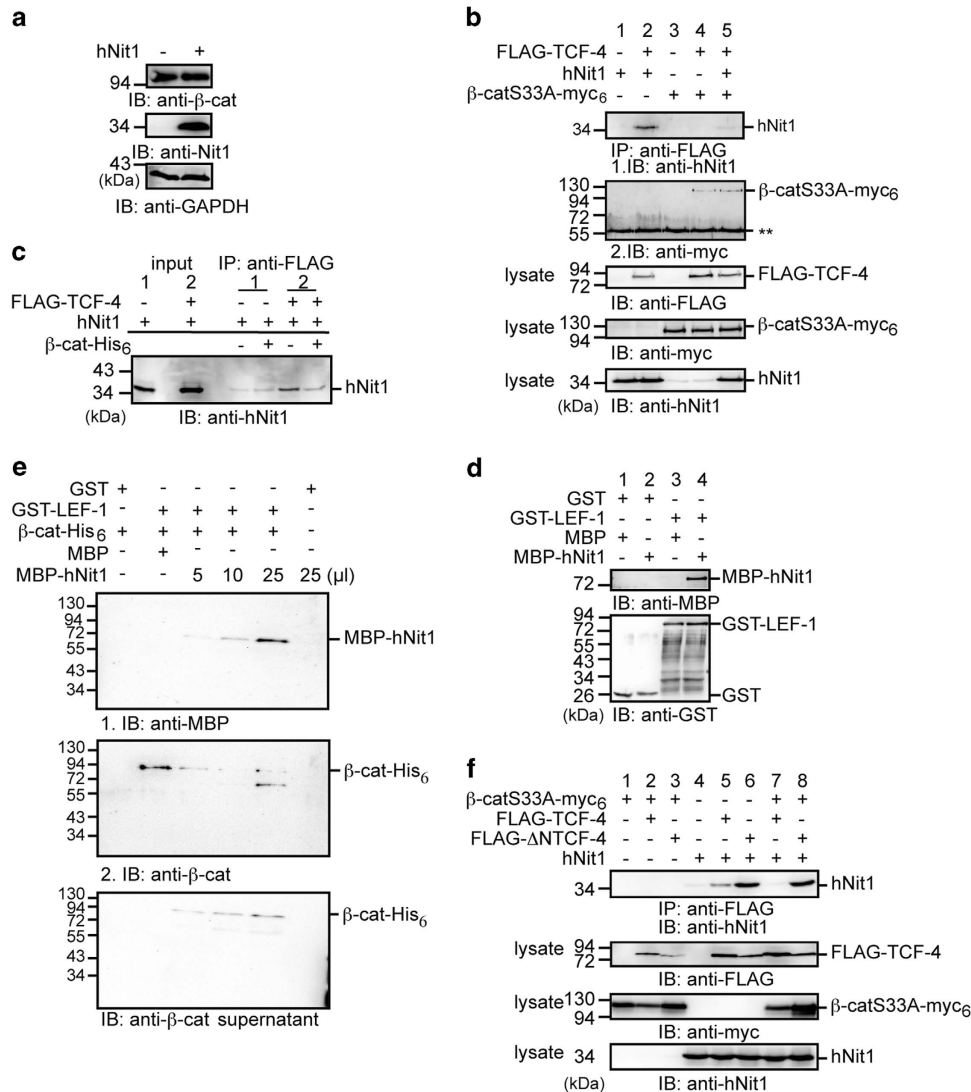 a
hNit1 - +
94
IB: anti-β-cat
34
IB: anti-Nit1
43
(kDa)
IB: anti-GAPDH
b
1 2 3 4 5
FLAG-TCF-4 - + - + +
hNit1 + + - - +
β-catS33A-myc6 - - + + +
34 hNit1
IP: anti-FLAG
1.IB: anti-hNit1
130 β-catS33A-myc6
94
72
55 **
2.IB: anti-myc
lysate 94 FLAG-TCF-4
72
IB: anti-FLAG
lysate 130 β-catS33A-myc6
94
IB: anti-myc
lysate 34 hNit1
(kDa) IB: anti-hNit1
c
input IP: anti-FLAG
1 2 1 2
FLAG-TCF-4 - + - - + +
hNit1 + + + + + +
β-cat-His6 - + - +
43
34 hNit1
(kDa) IB: anti-hNit1
e
GST + - - - - +
GST-LEF-1 - + + + + -
β-cat-His6 + + + + + -
MBP - + - - - -
MBP-hNit1 - - 5 10 25 25 (μl)
130
94
72 MBP-hNit1
55
43
34
1. IB: anti-MBP
130
94 β-cat-His6
72
55
43
34
2. IB: anti-β-cat
130
94 β-cat-His6
72
55
43
34
IB: anti-β-cat supernatant
d
1 2 3 4
GST + + - -
GST-LEF-1 - - + +
MBP + - + -
MBP-hNit1 - + - +
72 MBP-hNit1
IB: anti-MBP
94
72 GST-LEF-1
55
43
34
26 GST
(kDa) IB: anti-GST
f
1 2 3 4 5 6 7 8
β-catS33A-myc6 + + + - - - + +
FLAG-TCF-4 - + - - + - + -
FLAG-ΔNTCF-4 - - + - - + - +
hNit1 - - - + + + + +
34 hNit1
IP: anti-FLAG
IB: anti-hNit1
lysate 94 FLAG-TCF-4
72
IB: anti-FLAG
lysate 130 β-catS33A-myc6
94
IB: anti-myc
lysate 34 hNit1
(kDa) IB: anti-hNit1